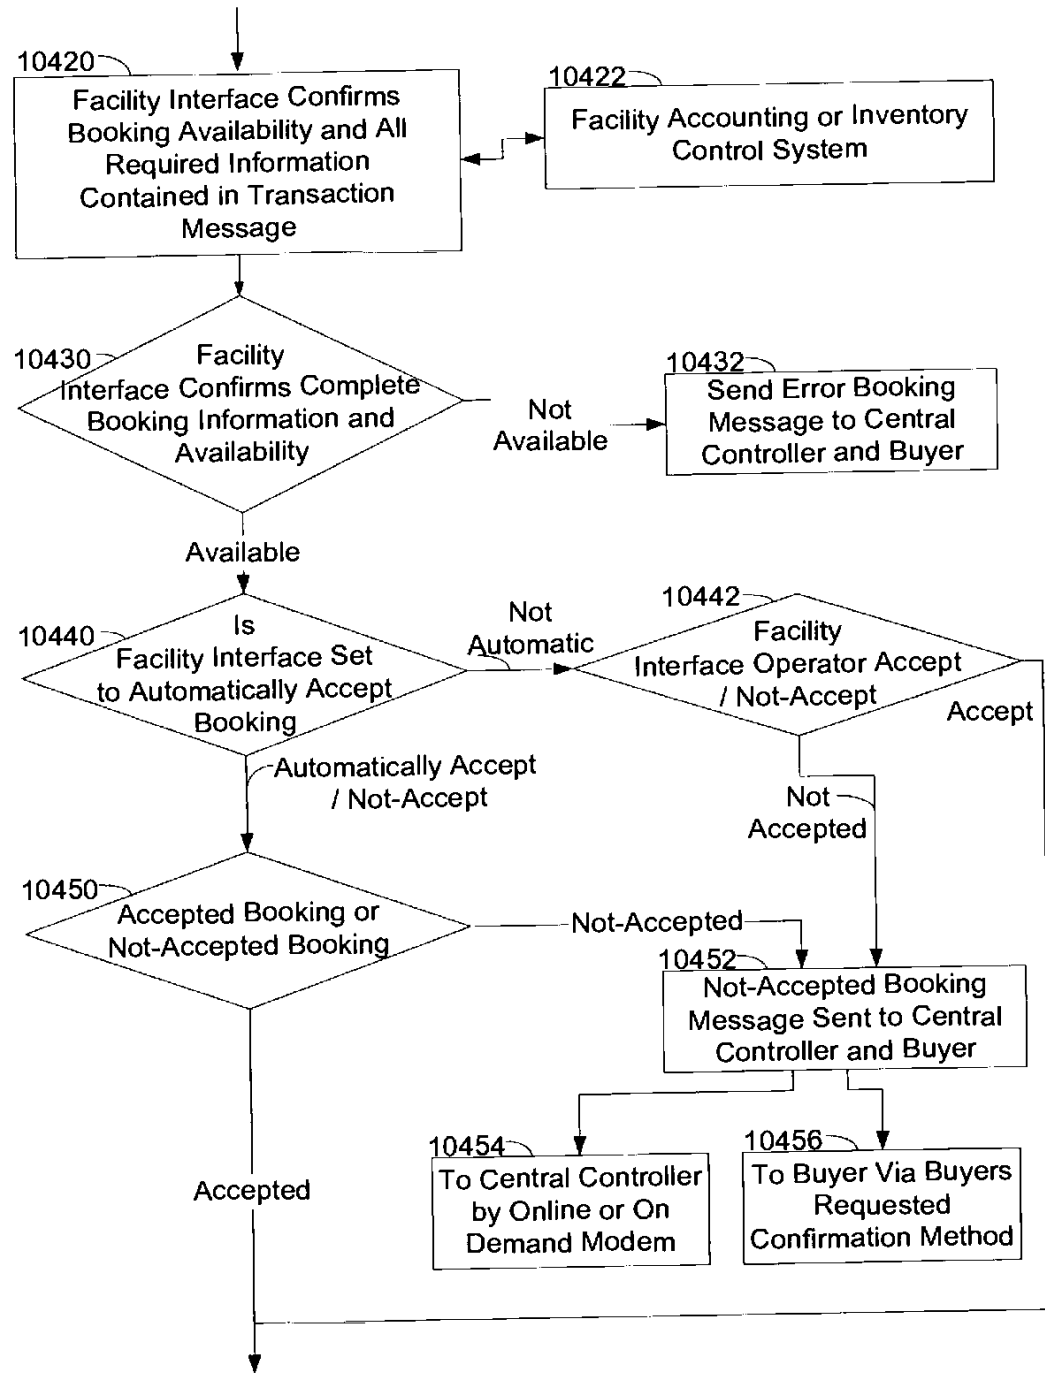 10420
Facility Interface Confirms
Booking Availability and All
Required Information
Contained in Transaction
Message
10422
Facility Accounting or Inventory
Control System
10430
Facility
Interface Confirms Complete
Booking Information and
Availability
Not
Available
10432
Send Error Booking
Message to Central
Controller and Buyer
Available
10440
Is
Facility Interface Set
to Automatically Accept
Booking
Not
Automatic
10442
Facility
Interface Operator Accept
/ Not-Accept
Accept
Automatically Accept
/ Not-Accept
Not
Accepted
10450
Accepted Booking or
Not-Accepted Booking
Not-Accepted
10452
Not-Accepted Booking
Message Sent to Central
Controller and Buyer
10454
To Central Controller
by Online or On
Demand Modem
10456
To Buyer Via Buyers
Requested
Confirmation Method
Accepted